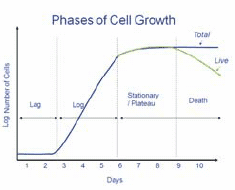 Phases of Cell Growth
Total
Live
Log Number of Cells
Lag
Log
Stationary
/ Plateau
Death
1 2 3 4 5 6 7 8 9 10
Days